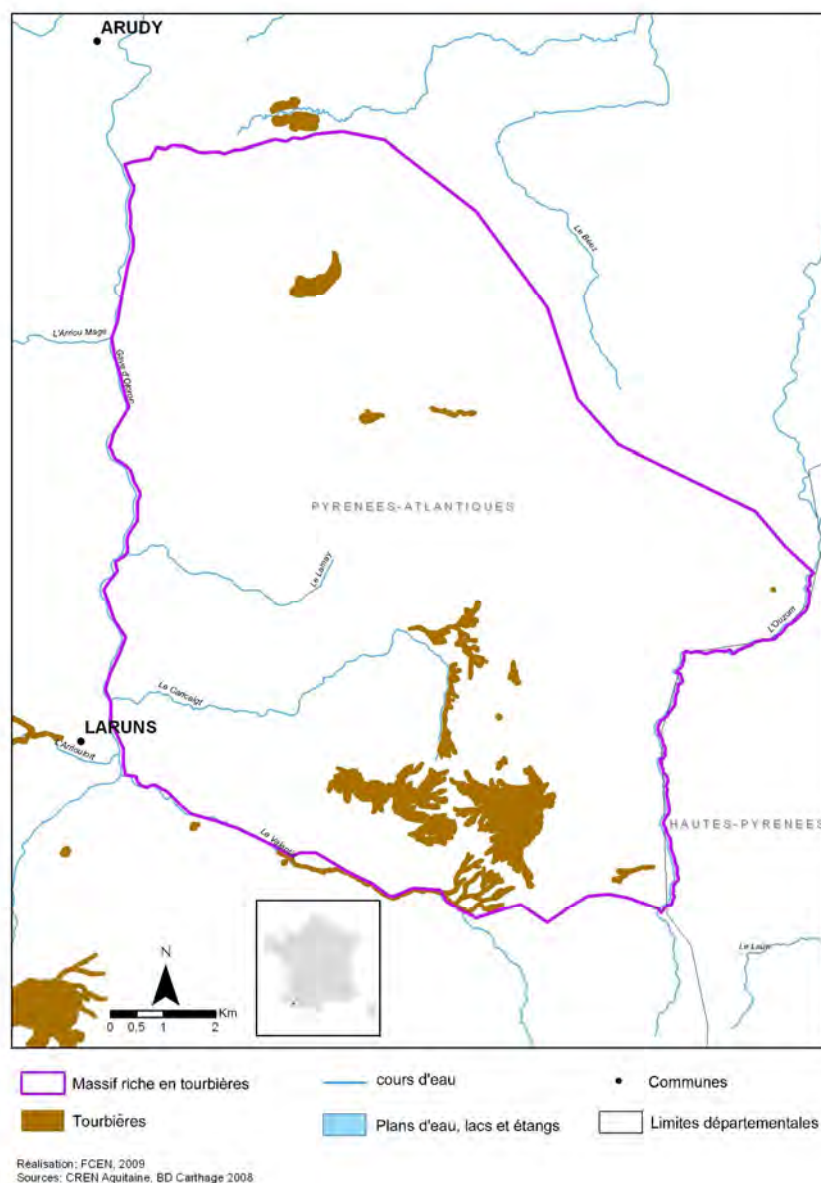 ARUDY
Le Béez
L'Arriou Mage
Gave d'Ossau
PYRENEES-ATLANTIQUES
Le Lamay
L'Ouzom
Le Canceigt
LARUNS
L'Arrioutort
HAUTES-PYRENEES
Le Valentin
Le Louп
N
0 0,5 1 2 Km
Massif riche en tourbières
cours d'eau
Communes
Tourbières
Plans d'eau, lacs et étangs
Limites départementales
Réalisation: FCEN, 2009
Sources: CREN Aquitaine, BD Carthage 2008